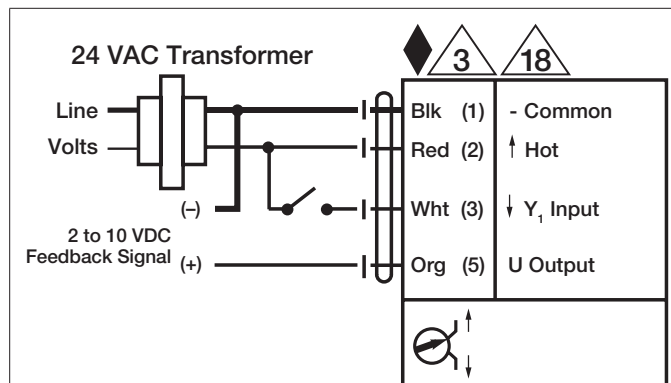 24 VAC Transformer
3
18
Line
Volts
Blk (1) - Common
Red (2) ↑ Hot
(–)
Wht (3) ↓ Y₁ Input
2 to 10 VDC
Feedback Signal (+)
Org (5) U Output